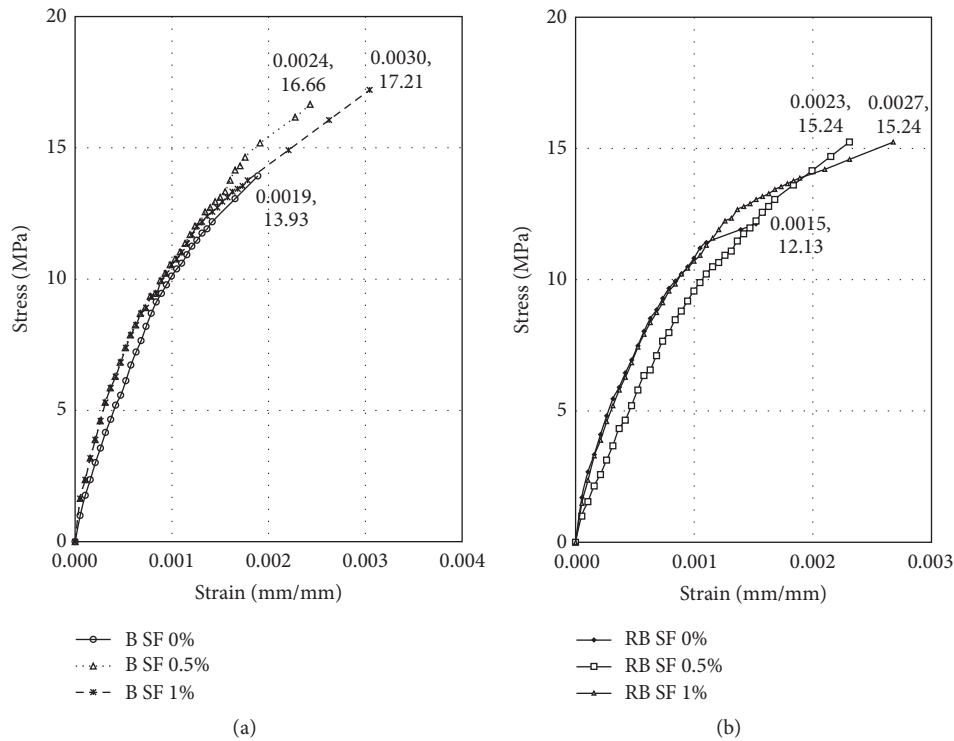 20
15
10
5
0
Stress (MPa)
0.0024,
16.66
0.0030,
17.21
0.0019,
13.93
0.000
0.001
0.002
0.003
0.004
Strain (mm/mm)
B SF 0%
B SF 0.5%
B SF 1%
(a)
20
15
10
5
0
Stress (MPa)
0.0023,
15.24
0.0027,
15.24
0.0015,
12.13
0.000
0.001
0.002
0.003
Strain (mm/mm)
RB SF 0%
RB SF 0.5%
RB SF 1%
(b)